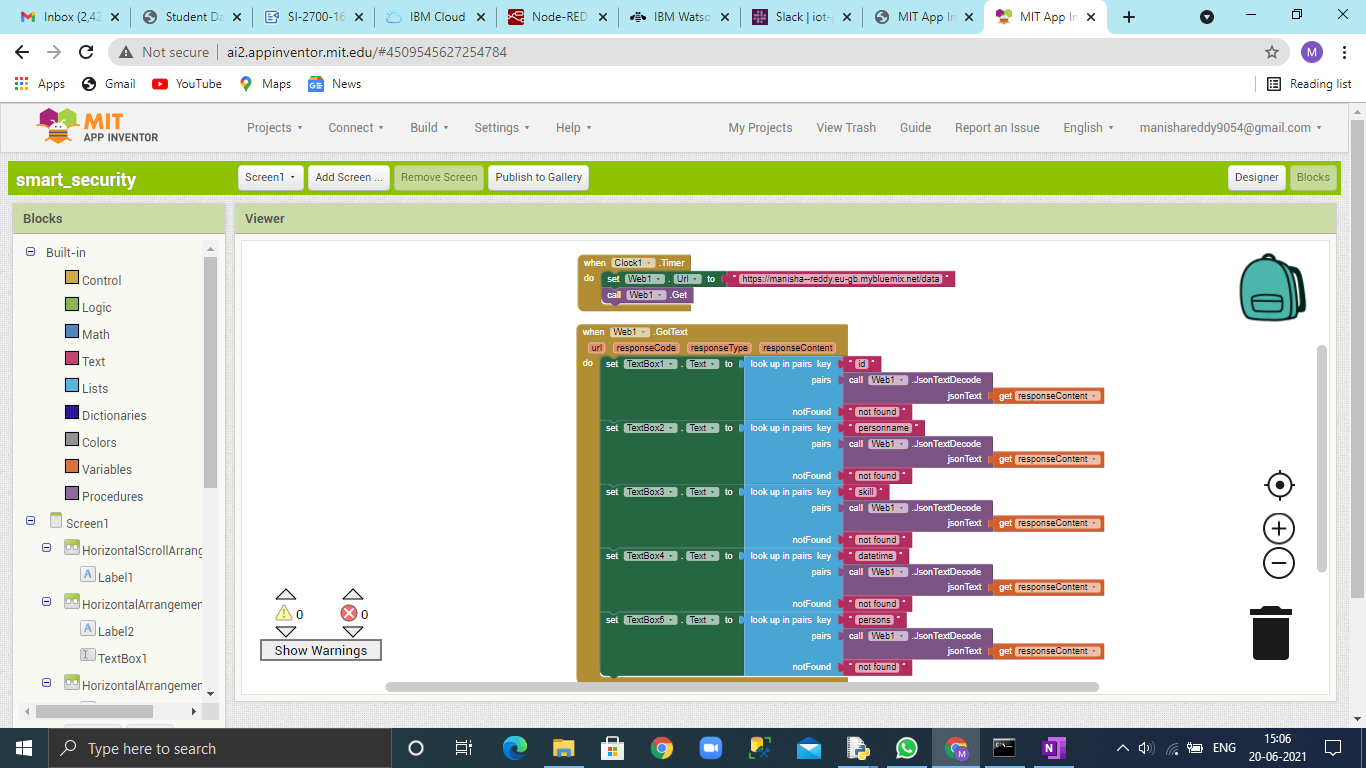 Inbox (2,42
Student Da
SI-2700-16
IBM Cloud
Node-RED
IBM Watso
Slack | iot-
MIT App In
MIT App In
Not secure | ai2.appinventor.mit.edu/#4509545627254784
M
Apps Gmail YouTube Maps News Reading list
MIT
APP INVENTOR
Projects Connect Build Settings Help My Projects View Trash Guide Report an Issue English manishareddy9054@gmail.com
smart_security Screen1 Add Screen ... Remove Screen Publish to Gallery Designer Blocks
Blocks
Viewer
Built-in
Control
Logic
Math
Text
Lists
Dictionaries
Colors
Variables
Procedures
Screen1
HorizontalScrollArrang
Label1
HorizontalArrangemen
Label2
TextBox1
HorizontalArrangemen
when Clock1 .Timer
do set Web1 . Url to " https://manisha--reddy.eu-gb.mybluemix.net/data "
call Web1 .Get
when Web1 .GotText
url responseCode responseType responseContent
do set TextBox1 . Text to look up in pairs key " id "
pairs call Web1 .JsonTextDecode
jsonText get responseContent
notFound " not found "
set TextBox2 . Text to look up in pairs key " personname "
pairs call Web1 .JsonTextDecode
jsonText get responseContent
notFound " not found "
set TextBox3 . Text to look up in pairs key " skill "
pairs call Web1 .JsonTextDecode
jsonText get responseContent
notFound " not found "
set TextBox4 . Text to look up in pairs key " datetime "
pairs call Web1 .JsonTextDecode
jsonText get responseContent
notFound " not found "
set TextBox5 . Text to look up in pairs key " persons "
pairs call Web1 .JsonTextDecode
jsonText get responseContent
notFound " not found "
0 0
Show Warnings
Type here to search
ENG
15:06
20-06-2021